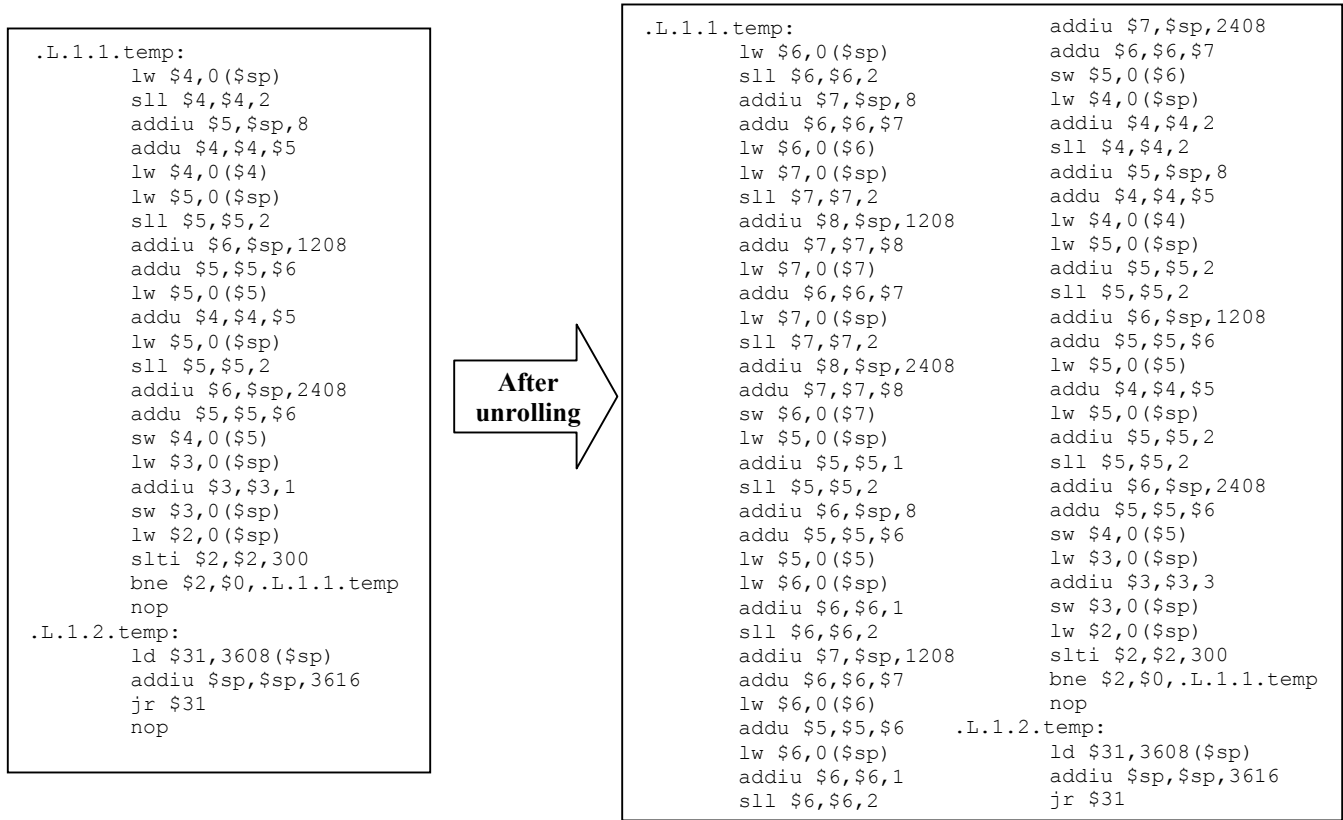 .L.1.1.temp:
lw $4,0($sp)
sll $4,$4,2
addiu $5,$sp,8
addu $4,$4,$5
lw $4,0($4)
lw $5,0($sp)
sll $5,$5,2
addiu $6,$sp,1208
addu $5,$5,$6
lw $5,0($5)
addu $4,$4,$5
lw $5,0($sp)
sll $5,$5,2
addiu $6,$sp,2408
addu $5,$5,$6
sw $4,0($5)
lw $3,0($sp)
addiu $3,$3,1
sw $3,0($sp)
lw $2,0($sp)
slti $2,$2,300
bne $2,$0,.L.1.1.temp
nop
.L.1.2.temp:
ld $31,3608($sp)
addiu $sp,$sp,3616
jr $31
nop
After
unrolling
.L.1.1.temp:
lw $6,0($sp)
sll $6,$6,2
addiu $7,$sp,8
addu $6,$6,$7
lw $6,0($6)
lw $7,0($sp)
sll $7,$7,2
addiu $8,$sp,1208
addu $7,$7,$8
lw $7,0($7)
addu $6,$6,$7
lw $7,0($sp)
sll $7,$7,2
addiu $8,$sp,2408
addu $7,$7,$8
sw $6,0($7)
lw $5,0($sp)
addiu $5,$5,1
sll $5,$5,2
addiu $6,$sp,8
addu $5,$5,$6
lw $5,0($5)
lw $6,0($sp)
addiu $6,$6,1
sll $6,$6,2
addiu $7,$sp,1208
addu $6,$6,$7
lw $6,0($6)
addu $5,$5,$6
lw $6,0($sp)
addiu $6,$6,1
sll $6,$6,2
addiu $7,$sp,2408
addu $6,$6,$7
sw $5,0($6)
lw $4,0($sp)
addiu $4,$4,2
sll $4,$4,2
addiu $5,$sp,8
addu $4,$4,$5
lw $4,0($4)
lw $5,0($sp)
addiu $5,$5,2
sll $5,$5,2
addiu $6,$sp,1208
addu $5,$5,$6
lw $5,0($5)
addu $4,$4,$5
lw $5,0($sp)
addiu $5,$5,2
sll $5,$5,2
addiu $6,$sp,2408
addu $5,$5,$6
sw $4,0($5)
lw $3,0($sp)
addiu $3,$3,3
sw $3,0($sp)
lw $2,0($sp)
slti $2,$2,300
bne $2,$0,.L.1.1.temp
nop
.L.1.2.temp:
ld $31,3608($sp)
addiu $sp,$sp,3616
jr $31